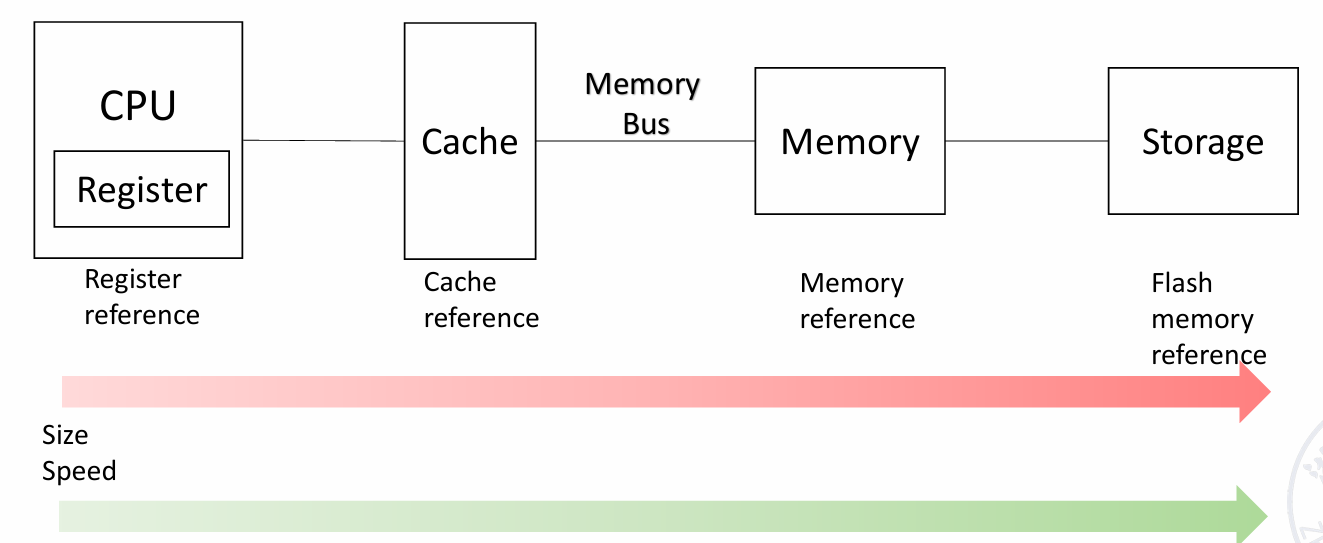 CPU
Register
Cache
Memory
Bus
Memory
Storage
Register
reference
Cache
reference
Memory
reference
Flash
memory
reference
Size
Speed